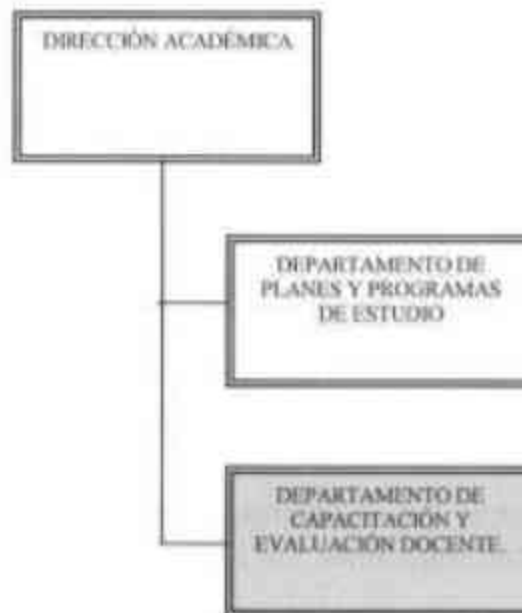 DIRECCIÓN ACADÉMICA
DEPARTAMENTO DE
PLANES Y PROGRAMAS
DE ESTUDIO
DEPARTAMENTO DE
CAPACITACIÓN Y
EVALUACIÓN DOCENTE.